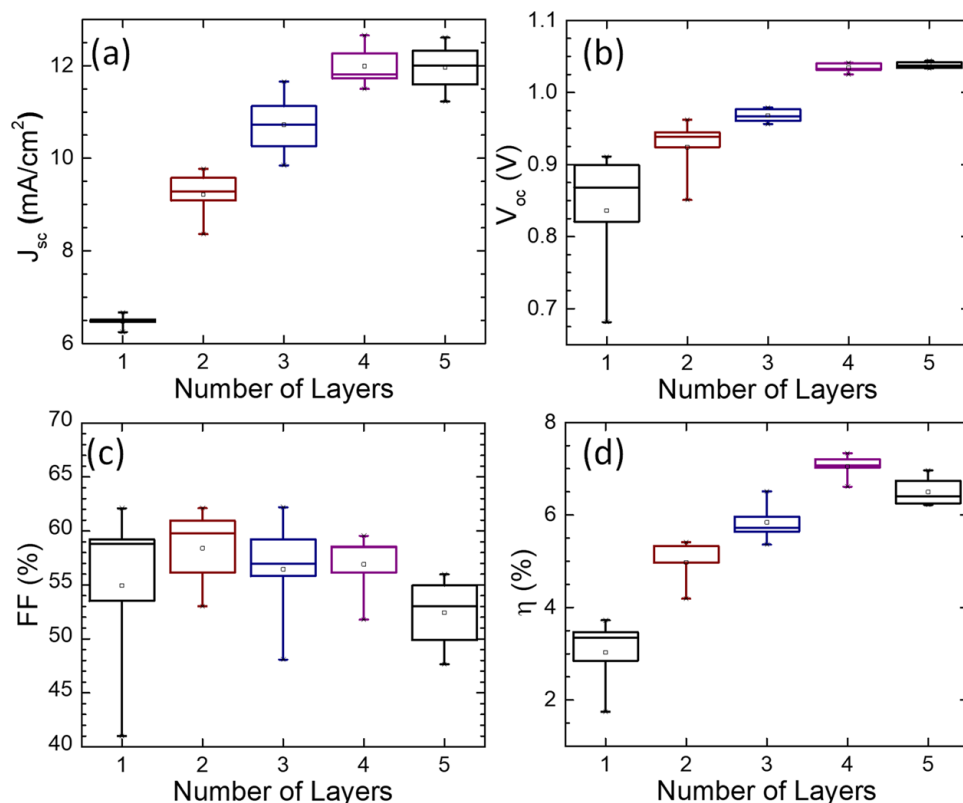 (a)
J_sc (mA/cm²)
12
10
8
6
1 2 3 4 5
Number of Layers
(b)
V_oc (V)
1.1
1.0
0.9
0.8
0.7
1 2 3 4 5
Number of Layers
(c)
FF (%)
70
65
60
55
50
45
40
1 2 3 4 5
Number of Layers
(d)
η (%)
8
6
4
2
1 2 3 4 5
Number of Layers